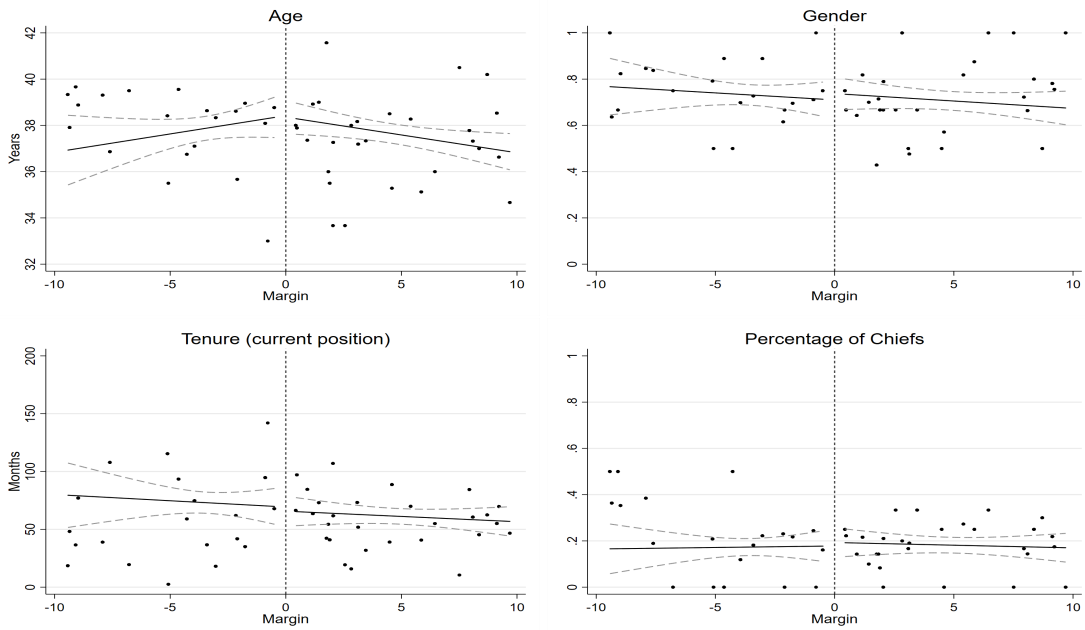 Age
Years
42
40
38
36
34
32
-10 -5 0 5 10
Margin
Gender
1
.8
.6
.4
.2
0
-10 -5 0 5 10
Margin
Tenure (current position)
Months
200
150
100
50
0
-10 -5 0 5 10
Margin
Percentage of Chiefs
1
.8
.6
.4
.2
0
-10 -5 0 5 10
Margin